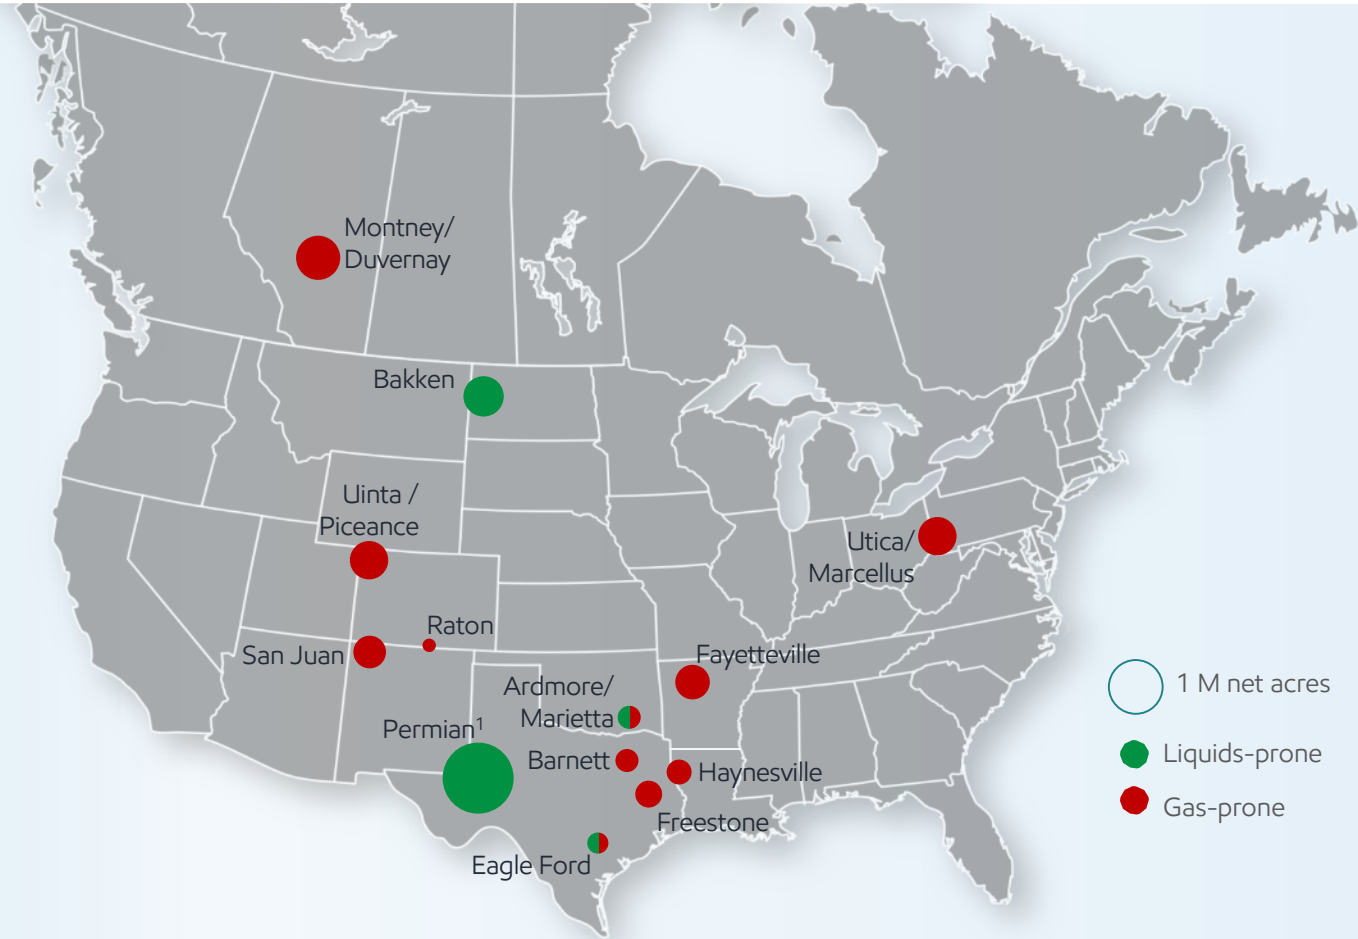 Montney/
Duvernay
Bakken
Uinta /
Piceance
Utica/
Marcellus
Raton
San Juan
Fayetteville
Ardmore/
Marietta
Permian¹
Barnett
Haynesville
Freestone
Eagle Ford
1 M net acres
Liquids-prone
Gas-prone